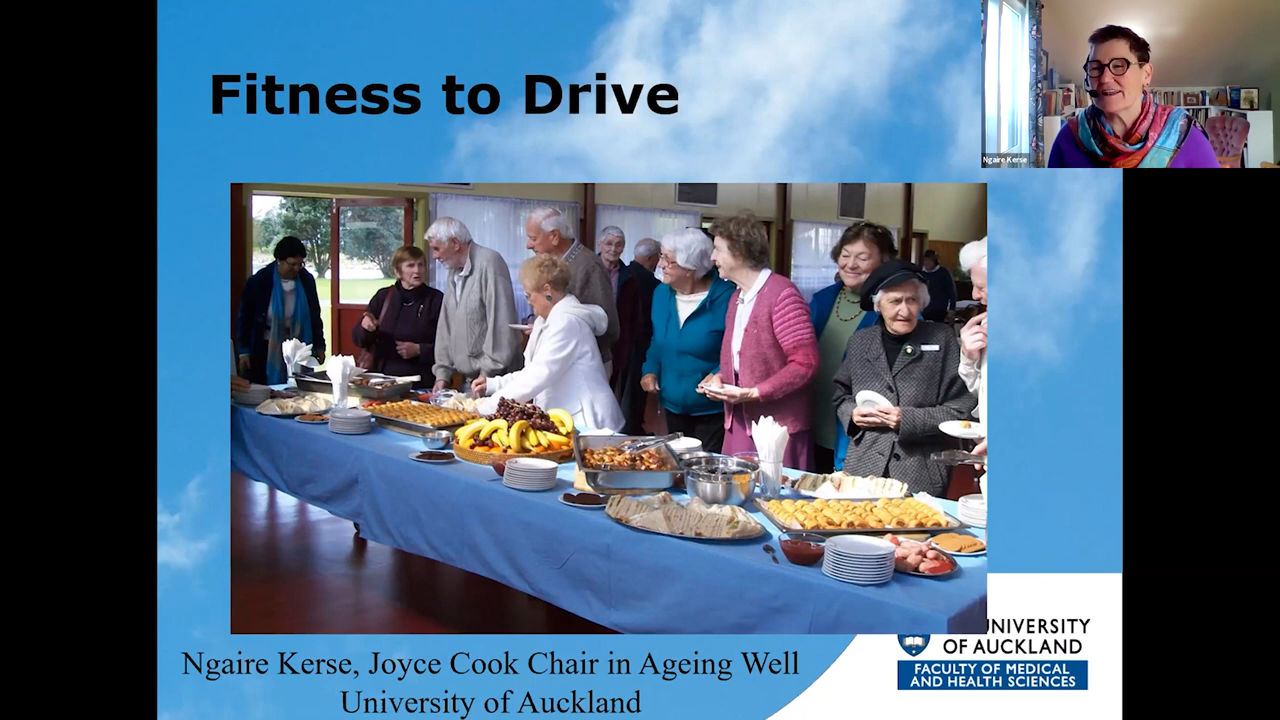 Fitness to Drive
Ngaire Kerse
Ngaire Kerse, Joyce Cook Chair in Ageing Well
University of Auckland
UNIVERSITY
OF AUCKLAND
FACULTY OF MEDICAL
AND HEALTH SCIENCES